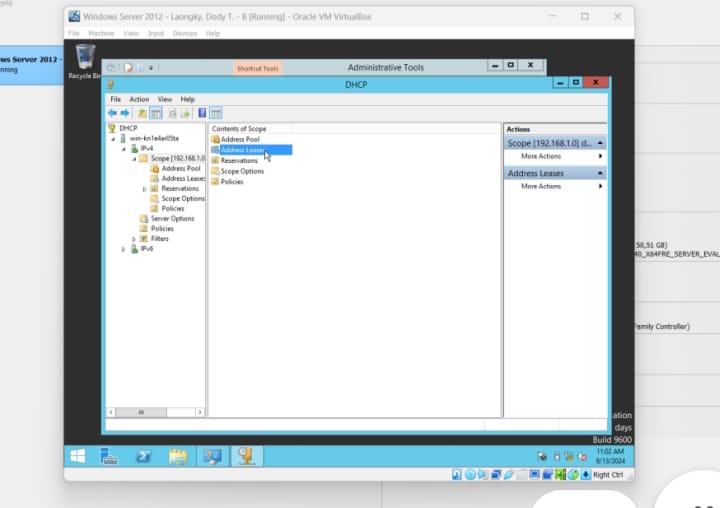 Help
ws Server 2012 -
nning
Windows Server 2012 - Laongky, Dody T. - B [Running] - Oracle VM VirtualBox
File Machine View Input Devices Help
Recycle Bin
Shortcut Tools
Administrative Tools
DHCP
File Action View Help
DHCP
win-kn1e4ar09ta
IPv4
Scope [192.168.1.0
Address Pool
Address Leases
Reservations
Scope Options
Policies
Server Options
Policies
Filters
IPv6
Contents of Scope
Address Pool
Address Leases
Reservations
Scope Options
Policies
Actions
Scope [192.168.1.0] d...
More Actions
Address Leases
More Actions
50,51 GB)
40_X64FRE_SERVER_EVAL
Family Controller)
ation
days
Build 9600
11:02 AM
9/13/2024
Right Ctrl